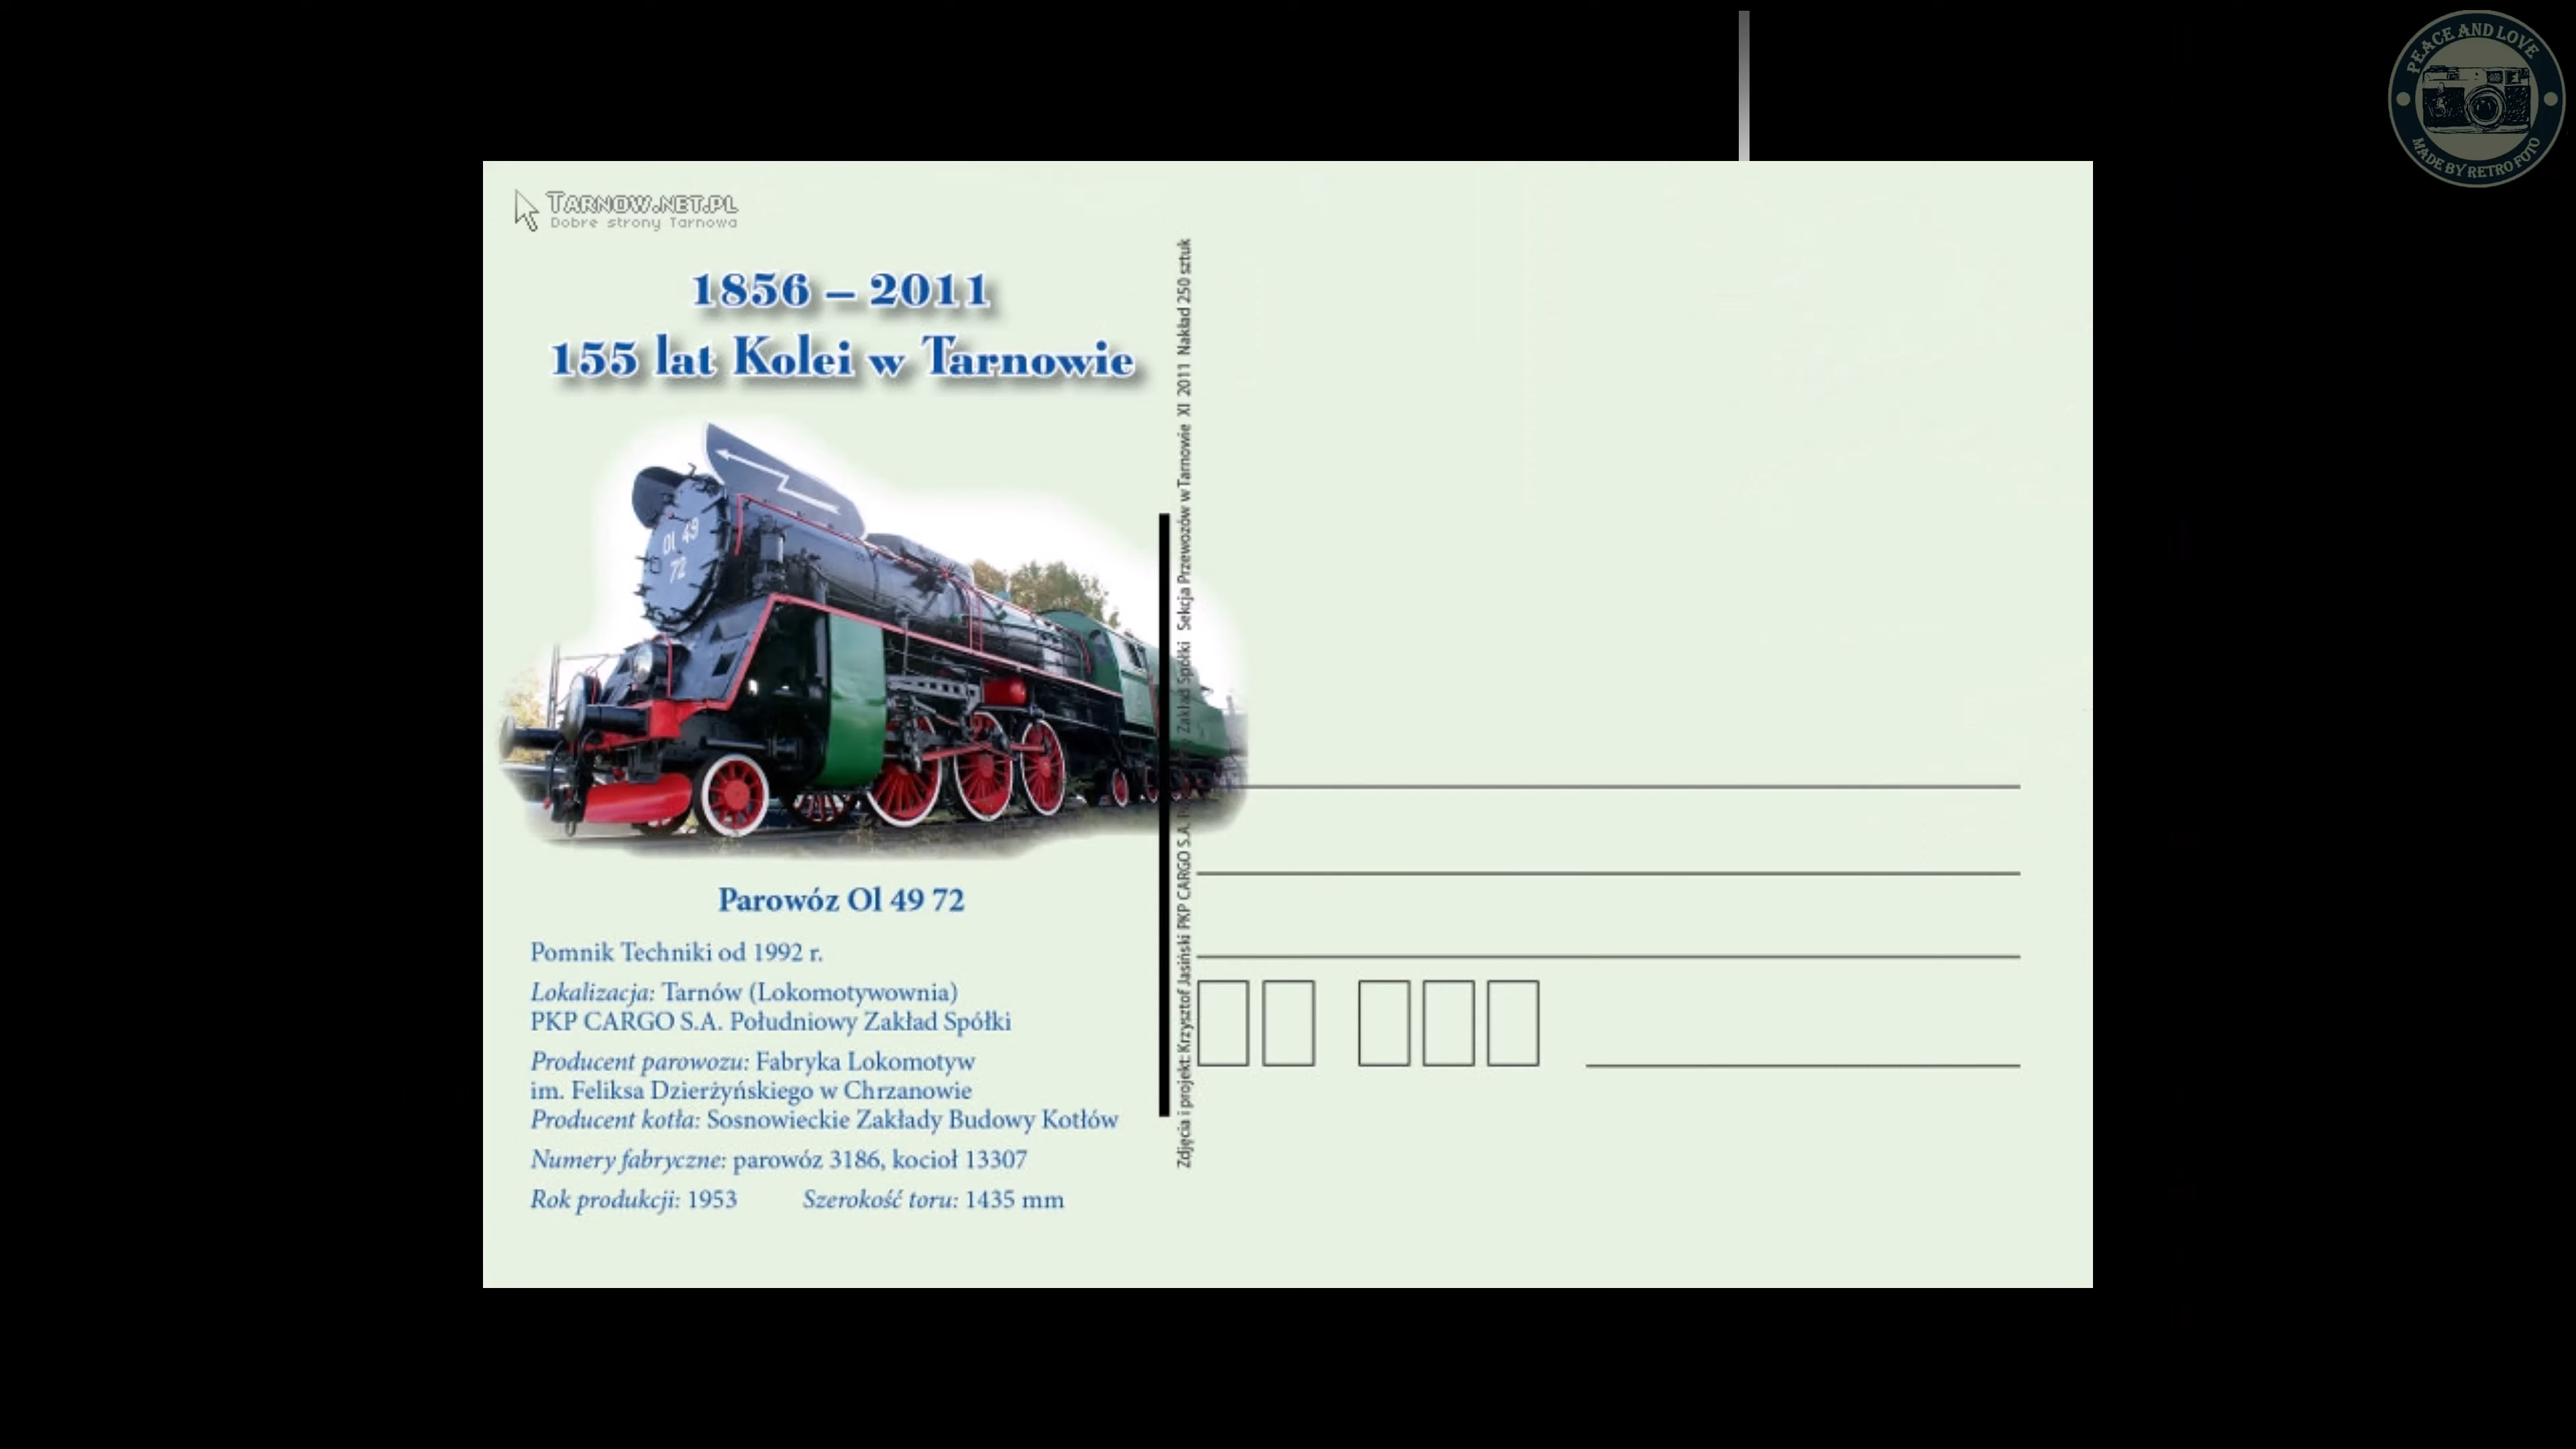 PEACE AND LOVE
MADE BY RETRO FOTO
TARNOW.NET.PL
Dobre strony Tarnowa
1856 – 2011
155 lat Kolei w Tarnowie
Ol 49
72
Parowóz Ol 49 72
Pomnik Techniki od 1992 r.
Lokalizacja: Tarnów (Lokomotywownia)
PKP CARGO S.A. Południowy Zakład Spółki
Producent parowozu: Fabryka Lokomotyw
im. Feliksa Dzierżyńskiego w Chrzanowie
Producent kotła: Sosnowieckie Zakłady Budowy Kotłów
Numery fabryczne: parowóz 3186, kocioł 13307
Rok produkcji: 1953 Szerokość toru: 1435 mm
Zdjęcia i projekt: Krzysztof Jasiński PKP CARGO S.A. Zakład Spółki Sekcja Przewozów w Tarnowie XI 2011 Nakład 250 sztuk